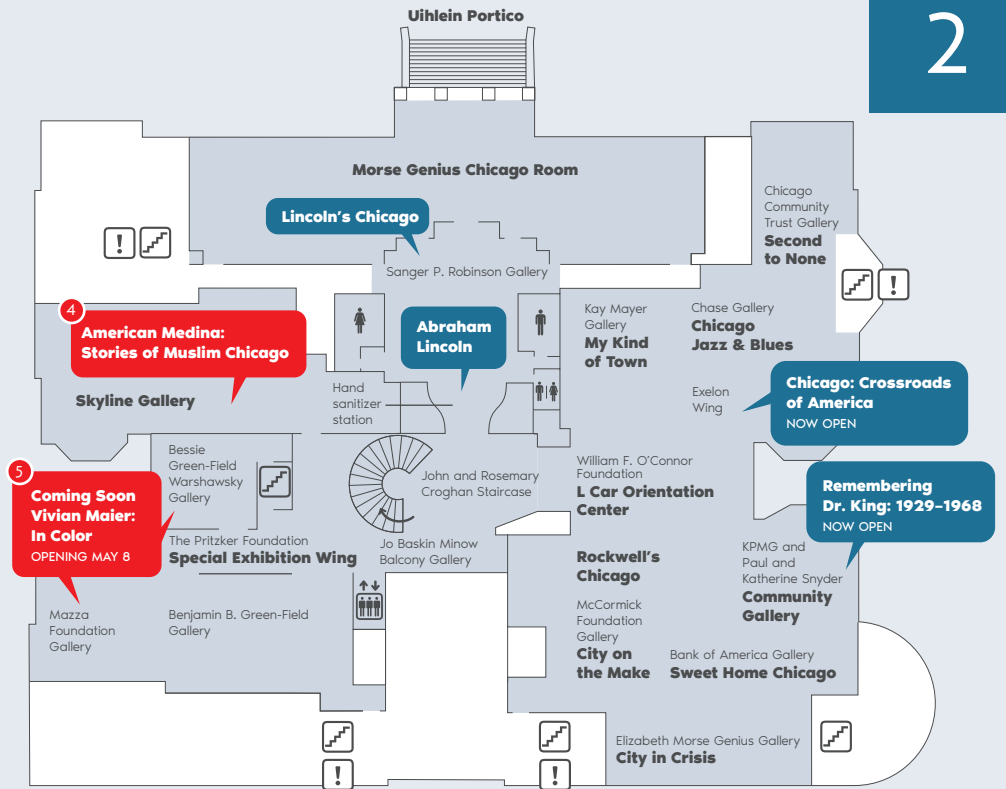 Uihlein Portico
2
Morse Genius Chicago Room
Lincoln's Chicago
Sanger P. Robinson Gallery
Chicago
Community
Trust Gallery
Second
to None
!
!
4
American Medina:
Stories of Muslim Chicago
Skyline Gallery
Abraham
Lincoln
Hand
sanitizer
station
Kay Mayer
Gallery
My Kind
of Town
Chase Gallery
Chicago
Jazz & Blues
Exelon
Wing
Chicago: Crossroads
of America
NOW OPEN
Bessie
Green-Field
Warshawsky
Gallery
5
Coming Soon
Vivian Maier:
In Color
OPENING MAY 8
John and Rosemary
Croghan Staircase
William F. O'Connor
Foundation
L Car Orientation
Center
Remembering
Dr. King: 1929–1968
NOW OPEN
The Pritzker Foundation
Special Exhibition Wing
Jo Baskin Minow
Balcony Gallery
Rockwell's
Chicago
KPMG and
Paul and
Katherine Snyder
Community
Gallery
Mazza
Foundation
Gallery
Benjamin B. Green-Field
Gallery
McCormick
Foundation
Gallery
City on
the Make
Bank of America Gallery
Sweet Home Chicago
Elizabeth Morse Genius Gallery
City in Crisis
!
!